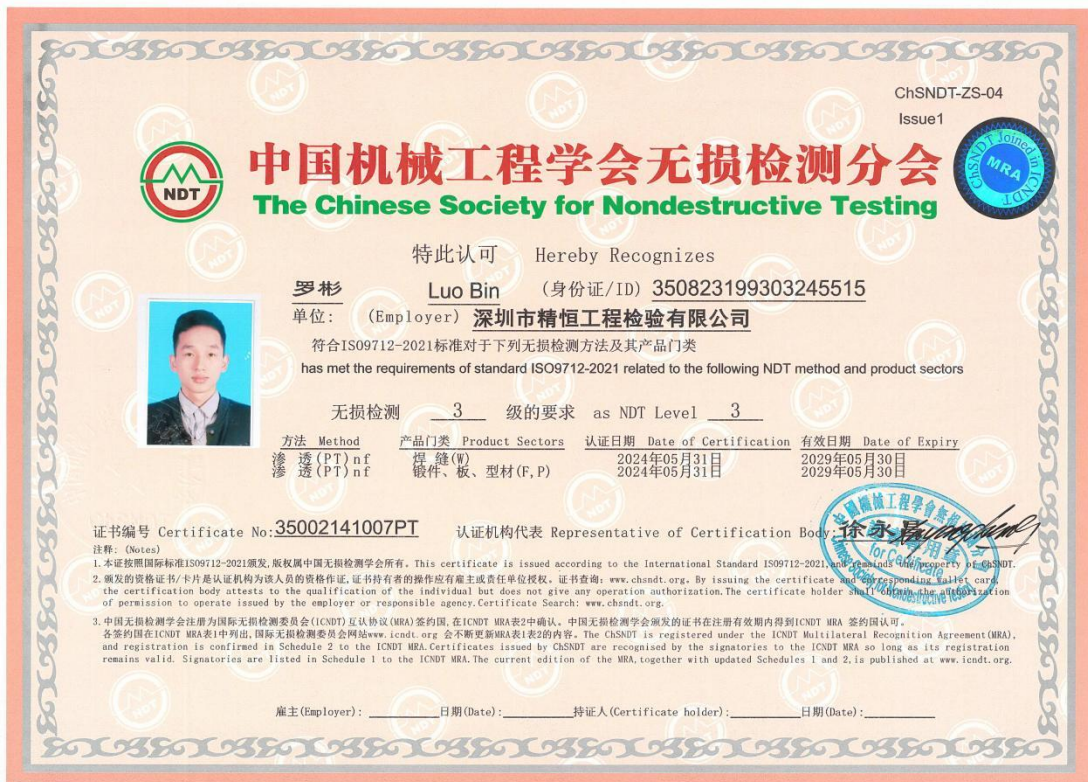 ChSNDT-ZS-04
Issue1
NDT
中国机械工程学会无损检测分会
The Chinese Society for Nondestructive Testing
ChSNDT Joined in ICNDT
MRA
特此认可 Hereby Recognizes
罗彬 Luo Bin (身份证/ID) 350823199303245515
单位: (Employer) 深圳市精恒工程检验有限公司
符合ISO9712-2021标准对于下列无损检测方法及其产品门类
has met the requirements of standard ISO9712-2021 related to the following NDT method and product sectors
无损检测 3 级的要求 as NDT Level 3
方法 Method 产品门类 Product Sectors 认证日期 Date of Certification 有效日期 Date of Expiry
渗 透(PT)nf 焊 缝(W) 2024年05月31日 2029年05月30日
渗 透(PT)nf 锻件、板、型材(F,P) 2024年05月31日 2029年05月30日
证书编号 Certificate No:35002141007PT 认证机构代表 Representative of Certification Body:徐永昌
注释: (Notes)
1.本证按照国际标准ISO9712-2021颁发,版权属中国无损检测学会所有。This certificate is issued according to the International Standard ISO9712-2021,and remains the property of ChSNDT.
2.颁发的资格证书/卡片是认证机构为该人员的资格作证,证书持有者的操作应有雇主或责任单位授权。证书查询: www.chsndt.org. By issuing the certificate and corresponding wallet card,
the certification body attests to the qualification of the individual but does not give any operation authorization.The certificate holder shall obtain the authorization
of permission to operate issued by the employer or responsible agency.Certificate Search: www.chsndt.org.
3.中国无损检测学会注册为国际无损检测委员会(ICNDT)互认协议(MRA)签约国,在ICNDT MRA表2中确认。中国无损检测学会颁发的证书在注册有效期内得到ICNDT MRA 签约国认可。
各签约国在ICNDT MRA表1中列出,国际无损检测委员会网站www.icndt.org 会不断更新MRA表1表2的内容。The ChSNDT is registered under the ICNDT Multilateral Recognition Agreement(MRA),
and registration is confirmed in Schedule 2 to the ICNDT MRA.Certificates issued by ChSNDT are recognised by the signatories to the ICNDT MRA so long as its registration
remains valid. Signatories are listed in Schedule 1 to the ICNDT MRA.The current edition of the MRA,together with updated Schedules 1 and 2,is published at www.icndt.org.
雇主(Employer): 日期(Date): 持证人(Certificate holder): 日期(Date):